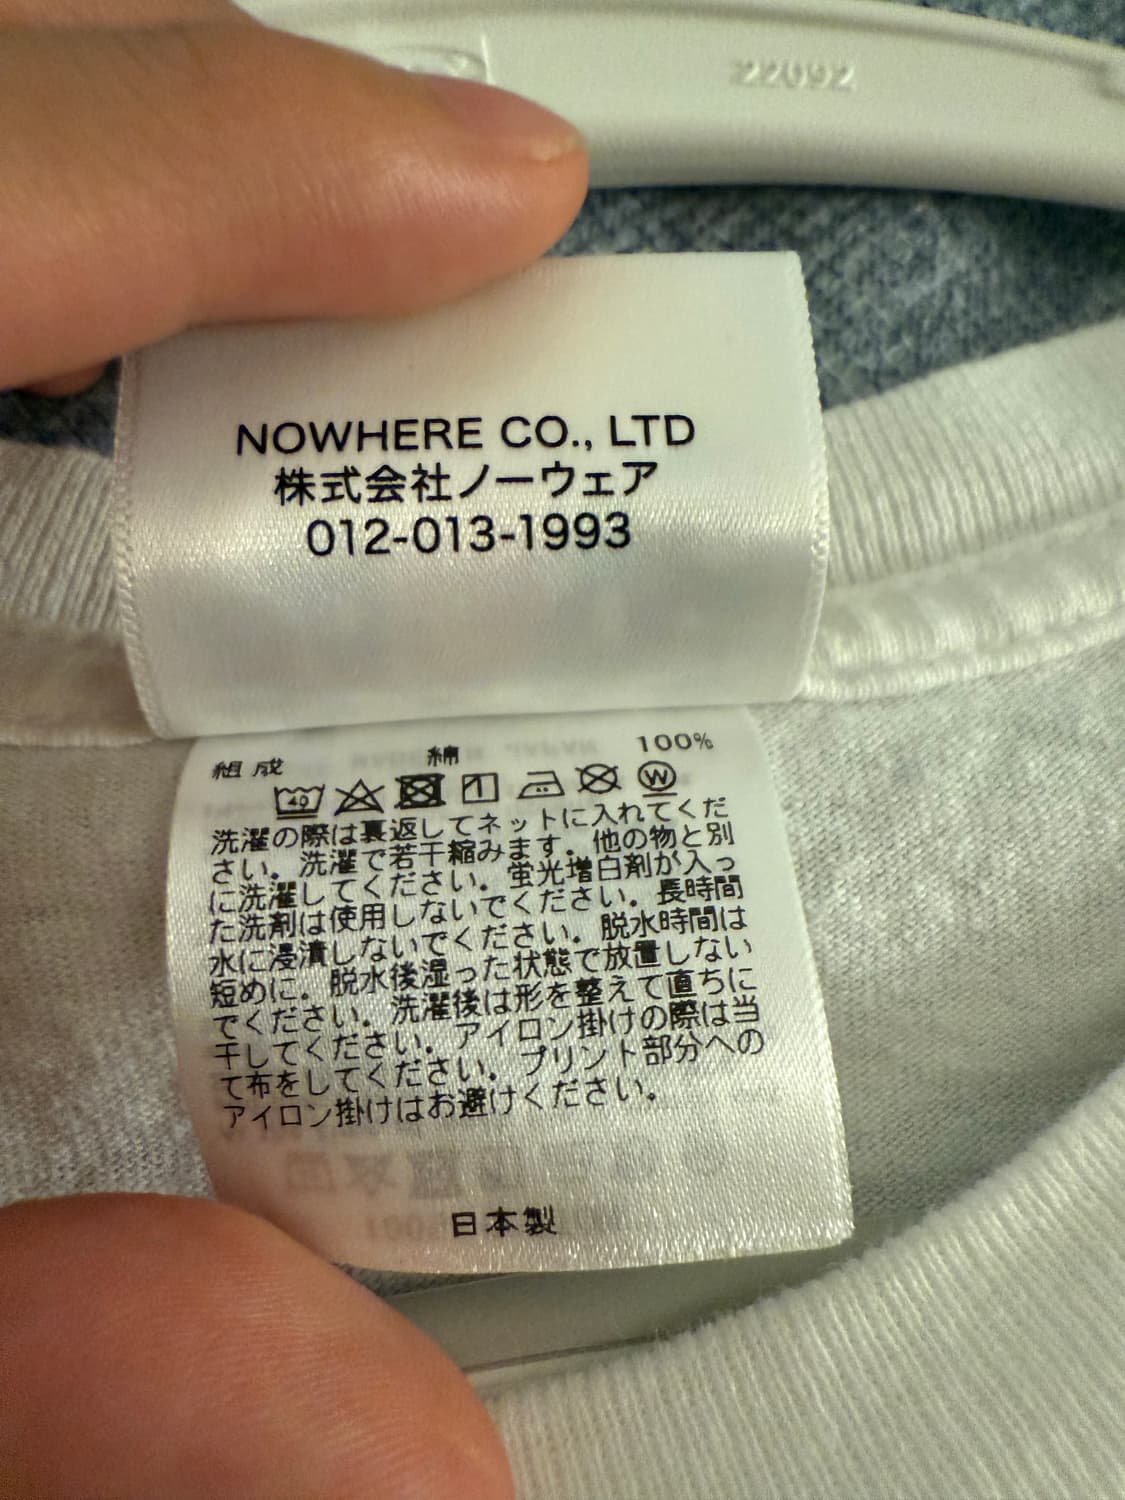 22092
NOWHERE CO., LTD
株式会社ノーウェア
012-013-1993
組成 綿 100%
40 W
洗濯の際は裏返してネットに入れてくだ
さい。洗濯で若干縮みます。他の物と別
に洗濯してください。蛍光増白剤が入っ
た洗剤は使用しないでください。長時間
水に浸漬しないでください。脱水時間は
短めに。脱水後湿った状態で放置しない
でください。洗濯後は形を整えて直ちに
干してください。アイロン掛けの際は当
て布をしてください。プリント部分への
アイロン掛けはお避けください。
日本製